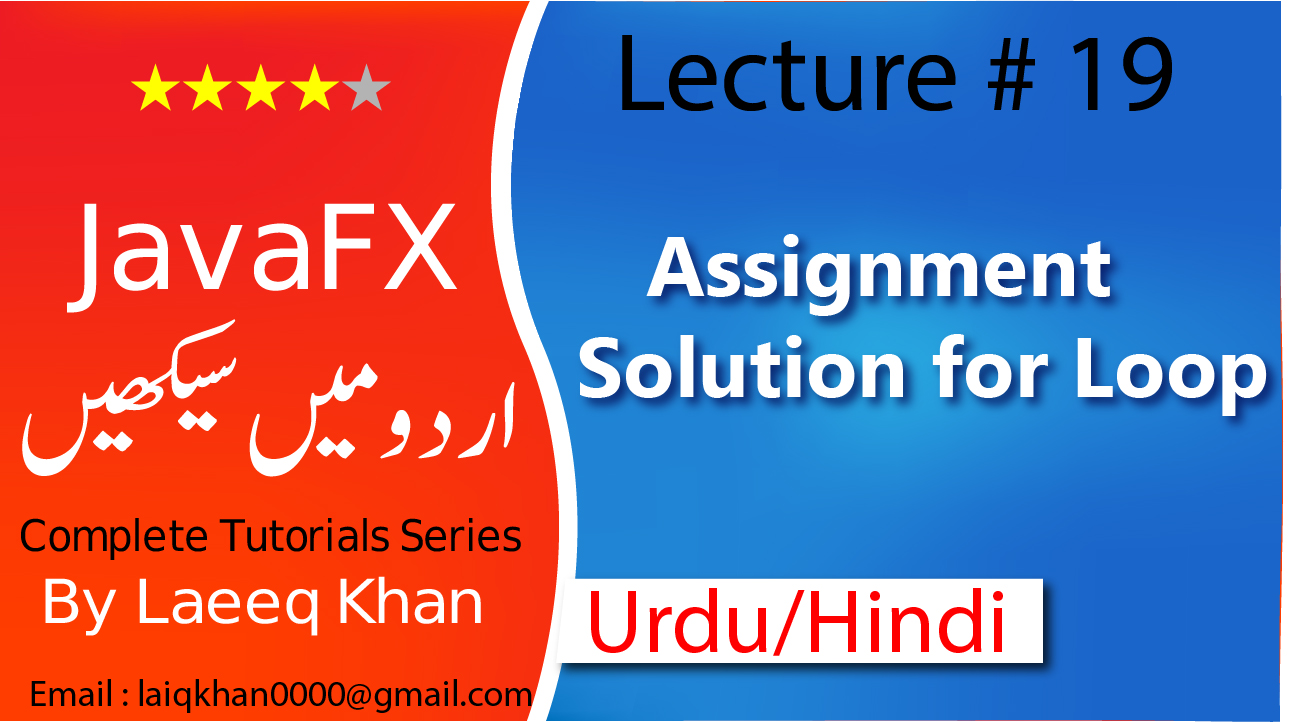 JavaFX
اردو میں سیکھیں
Complete Tutorials Series
By Laeeq Khan
Email : laiqkhan0000@gmail.com
Lecture # 19
Assignment
Solution for Loop
Urdu/Hindi